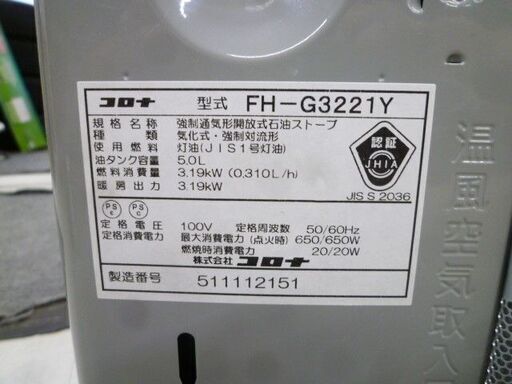 コロナ 型式 FH-G3221Y
規格名称 強制通気形開放式石油ストーブ
種類 気化式・強制対流形
使用燃料 灯油(JIS1号灯油)
油タンク容量 5.0L
燃料消費量 3.19kW (0.310L/h)
暖房出力 3.19kW
認証
JHIA
JIS S 2036
PS C PS E
定格電圧 100V 定格周波数 50/60Hz
定格消費電力 最大消費電力(点火時) 650/650W
燃焼時消費電力 20/20W
株式会社 コロナ
製造番号 511112151
温風空気取入